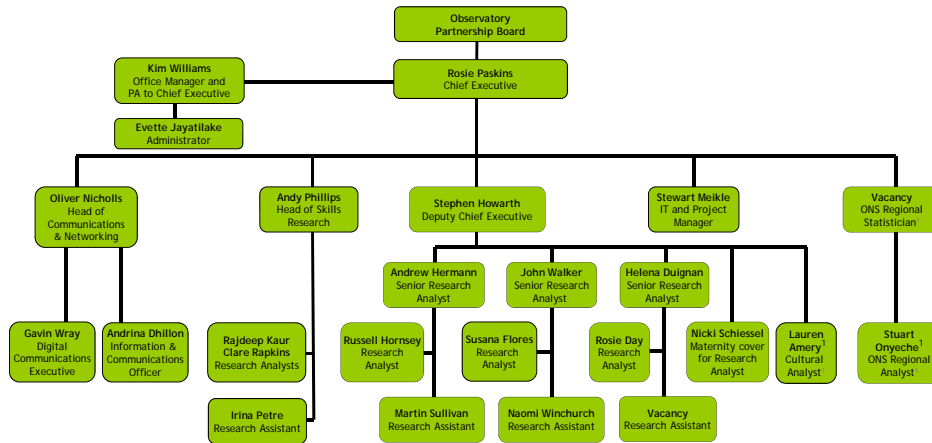 Observatory
Partnership Board
Kim Williams
Office Manager and
PA to Chief Executive
Rosie Paskins
Chief Executive
Evette Jayatilake
Administrator
Oliver Nicholls
Head of
Communications
& Networking
Andy Phillips
Head of Skills
Research
Stephen Howarth
Deputy Chief Executive
Stewart Meikle
IT and Project
Manager
Vacancy
ONS Regional
Statistician
Andrew Hermann
Senior Research
Analyst
John Walker
Senior Research
Analyst
Helena Duignan
Senior Research
Analyst
Gavin Wray
Digital
Communications
Executive
Andrina Dhillon
Information &
Communications
Officer
Rajdeep Kaur
Clare Rapkins
Research Analysts
Russell Hornsey
Research
Analyst
Susana Flores
Research
Analyst
Rosie Day
Research
Analyst
Nicki Schiessel
Maternity cover
for Research
Analyst
Lauren
Amery¹
Cultural
Analyst
Stuart
Onyeche¹
ONS Regional
Analyst
Irina Petre
Research Assistant
Martin Sullivan
Research Assistant
Naomi Winchurch
Research Assistant
Vacancy
Research Assistant